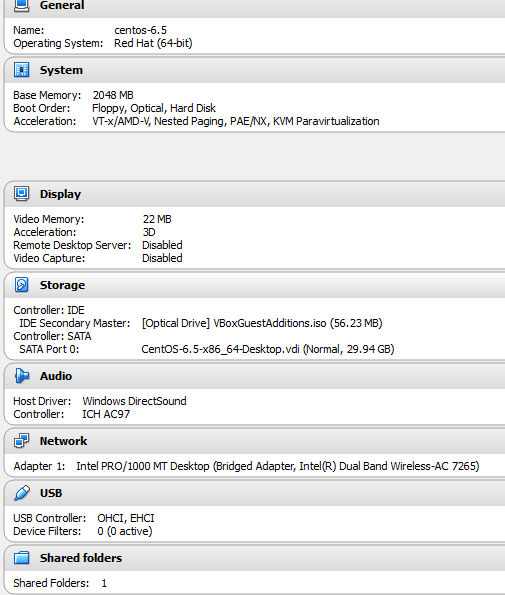 General
Name: centos-6.5
Operating System: Red Hat (64-bit)
System
Base Memory: 2048 MB
Boot Order: Floppy, Optical, Hard Disk
Acceleration: VT-x/AMD-V, Nested Paging, PAE/NX, KVM Paravirtualization
Display
Video Memory: 22 MB
Acceleration: 3D
Remote Desktop Server: Disabled
Video Capture: Disabled
Storage
Controller: IDE
IDE Secondary Master: [Optical Drive] VBoxGuestAdditions.iso (56.23 MB)
Controller: SATA
SATA Port 0: CentOS-6.5-x86_64-Desktop.vdi (Normal, 29.94 GB)
Audio
Host Driver: Windows DirectSound
Controller: ICH AC97
Network
Adapter 1: Intel PRO/1000 MT Desktop (Bridged Adapter, Intel(R) Dual Band Wireless-AC 7265)
USB
USB Controller: OHCI, EHCI
Device Filters: 0 (0 active)
Shared folders
Shared Folders: 1